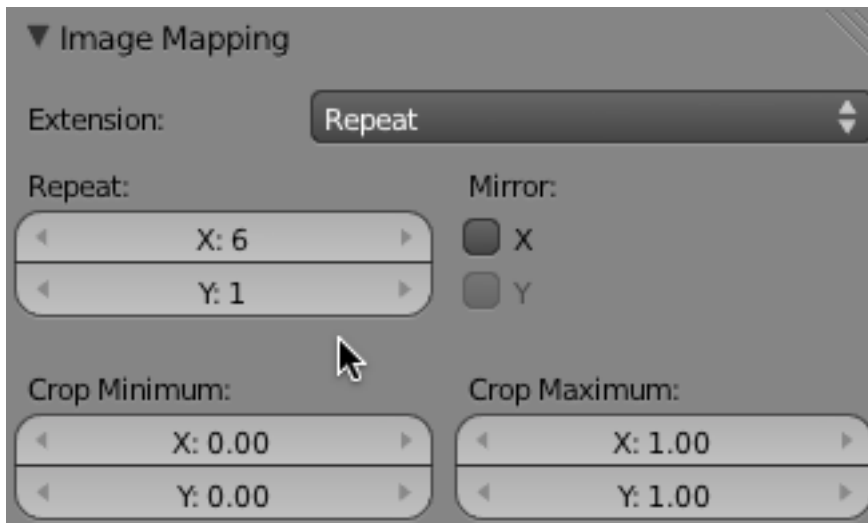 Image Mapping
Extension: Repeat
Repeat: Mirror:
X: 6 X
Y: 1 Y
Crop Minimum: Crop Maximum:
X: 0.00 X: 1.00
Y: 0.00 Y: 1.00